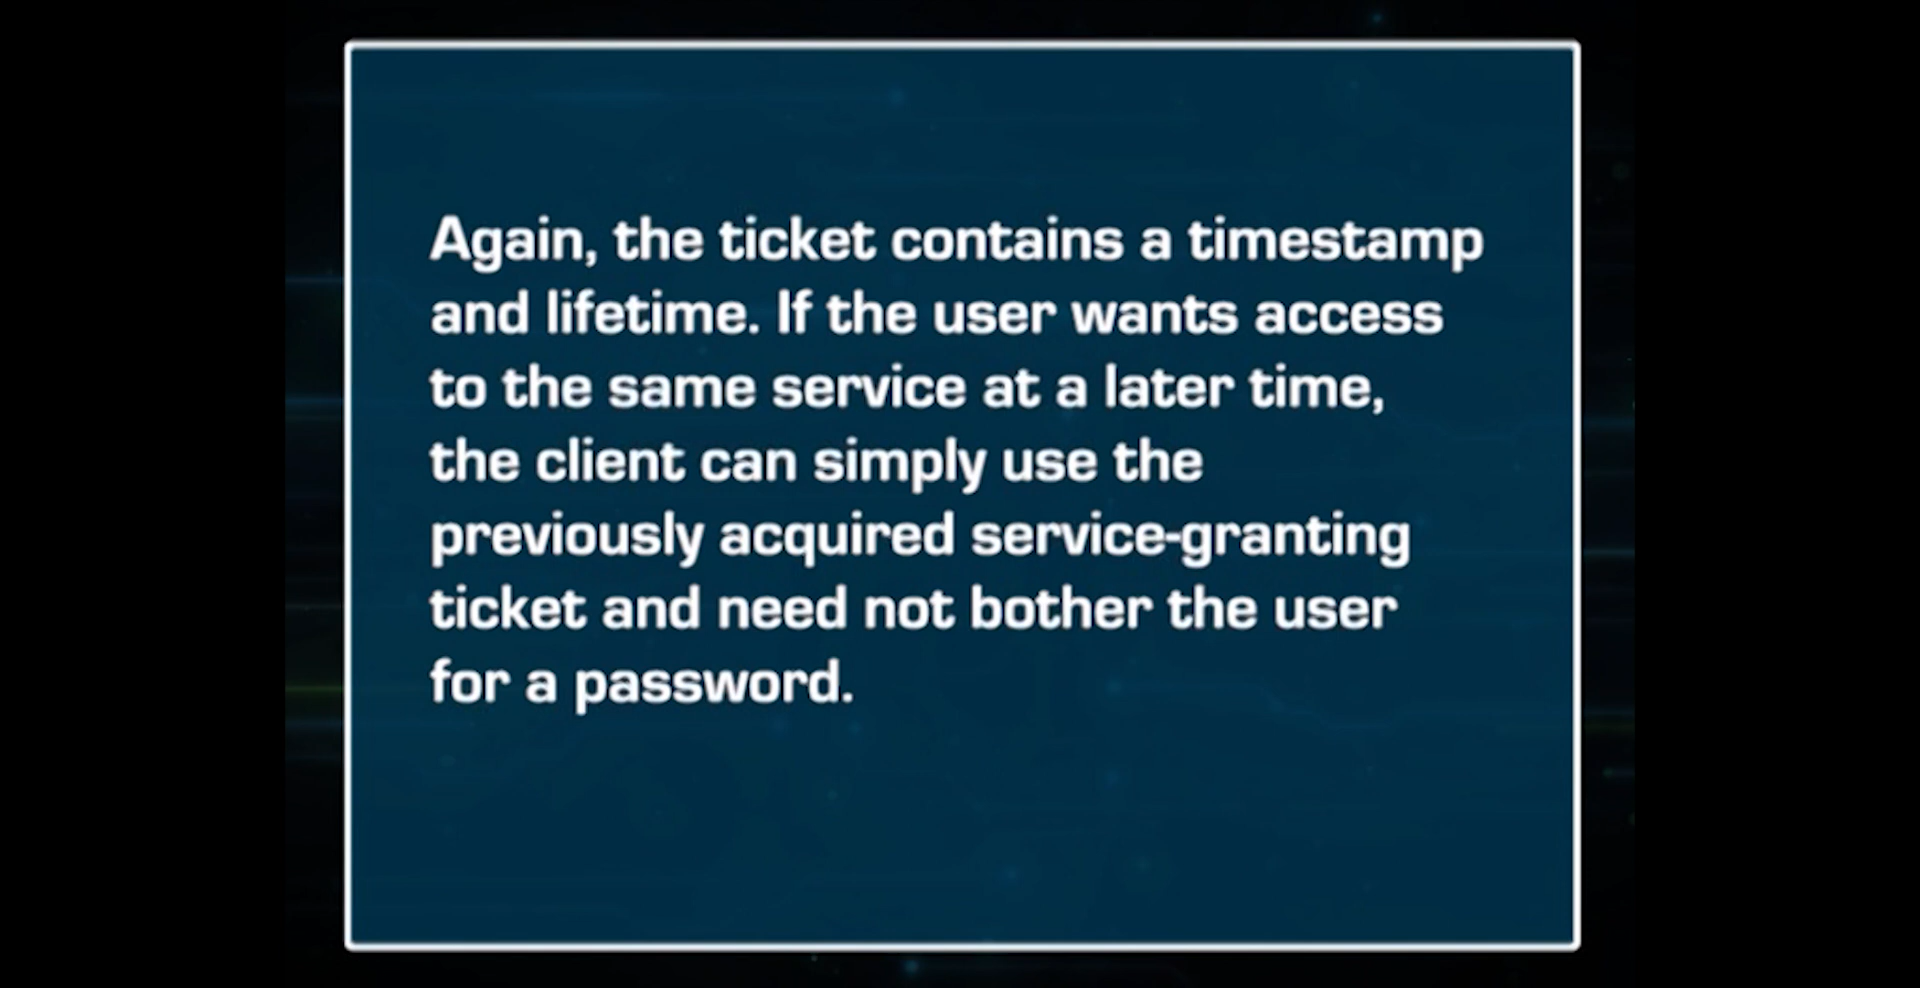 Again, the ticket contains a timestamp
and lifetime. If the user wants access
to the same service at a later time,
the client can simply use the
previously acquired service-granting
ticket and need not bother the user
for a password.